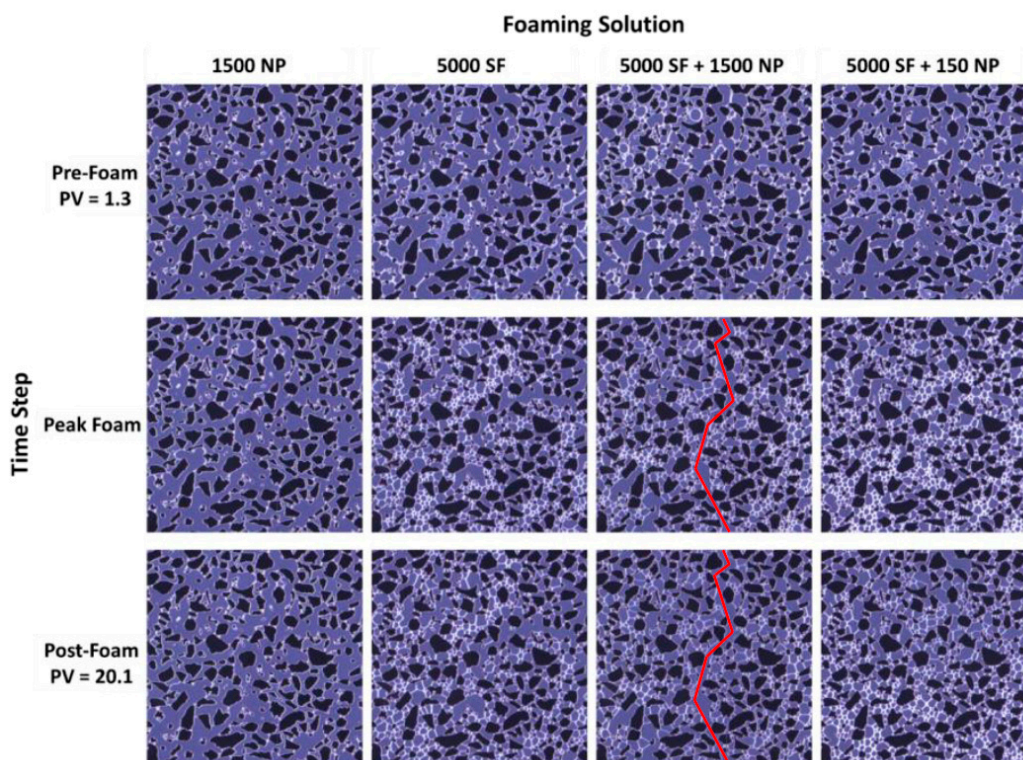 Foaming Solution
1500 NP
5000 SF
5000 SF + 1500 NP
5000 SF + 150 NP
Time Step
Pre-Foam
PV = 1.3
Peak Foam
Post-Foam
PV = 20.1